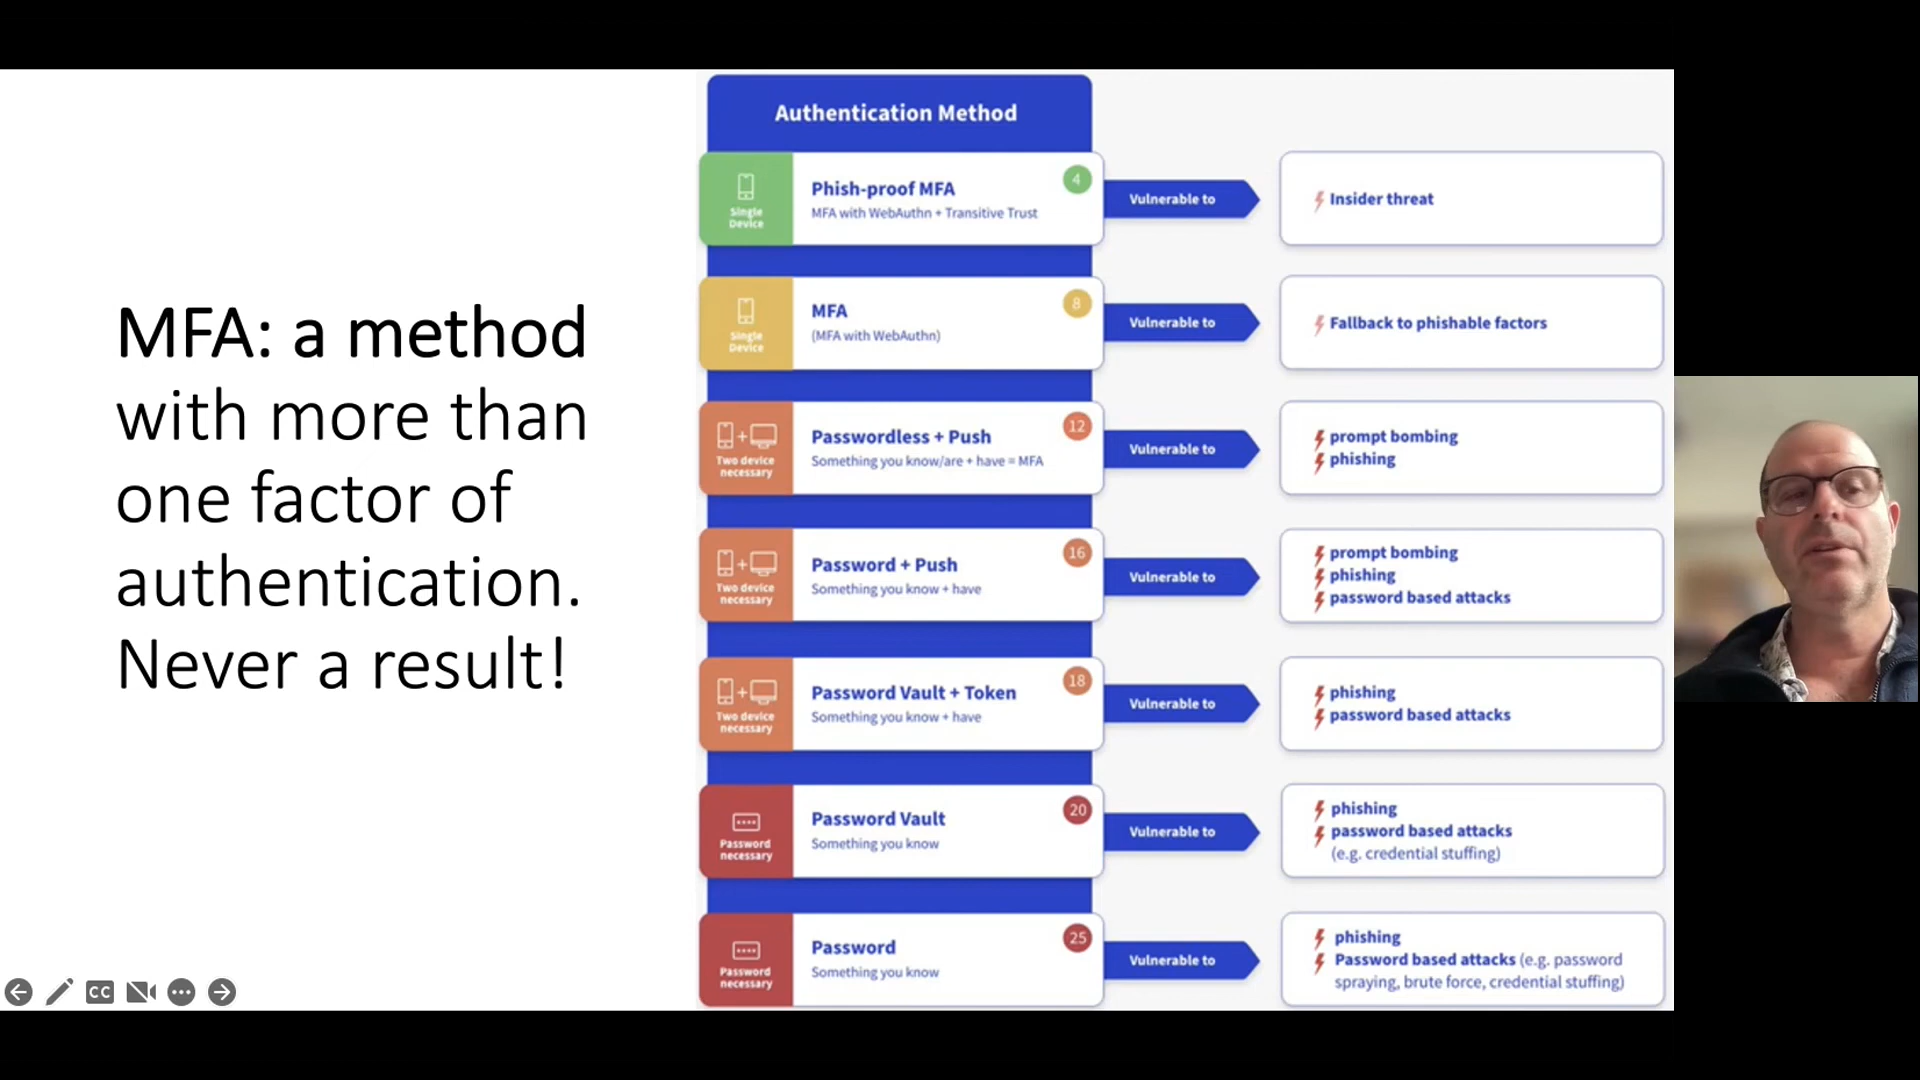 MFA: a method
with more than
one factor of
authentication.
Never a result!
Authentication Method
Single
Device
Phish-proof MFA
MFA with WebAuthn + Transitive Trust
4
Vulnerable to
Insider threat
Single
Device
MFA
(MFA with WebAuthn)
8
Vulnerable to
Fallback to phishable factors
Two device
necessary
Passwordless + Push
Something you know/are + have = MFA
12
Vulnerable to
prompt bombing
phishing
Two device
necessary
Password + Push
Something you know + have
16
Vulnerable to
prompt bombing
phishing
password based attacks
Two device
necessary
Password Vault + Token
Something you know + have
18
Vulnerable to
phishing
password based attacks
Password
necessary
Password Vault
Something you know
20
Vulnerable to
phishing
password based attacks
(e.g. credential stuffing)
Password
necessary
Password
Something you know
25
Vulnerable to
phishing
Password based attacks (e.g. password
spraying, brute force, credential stuffing)
CC